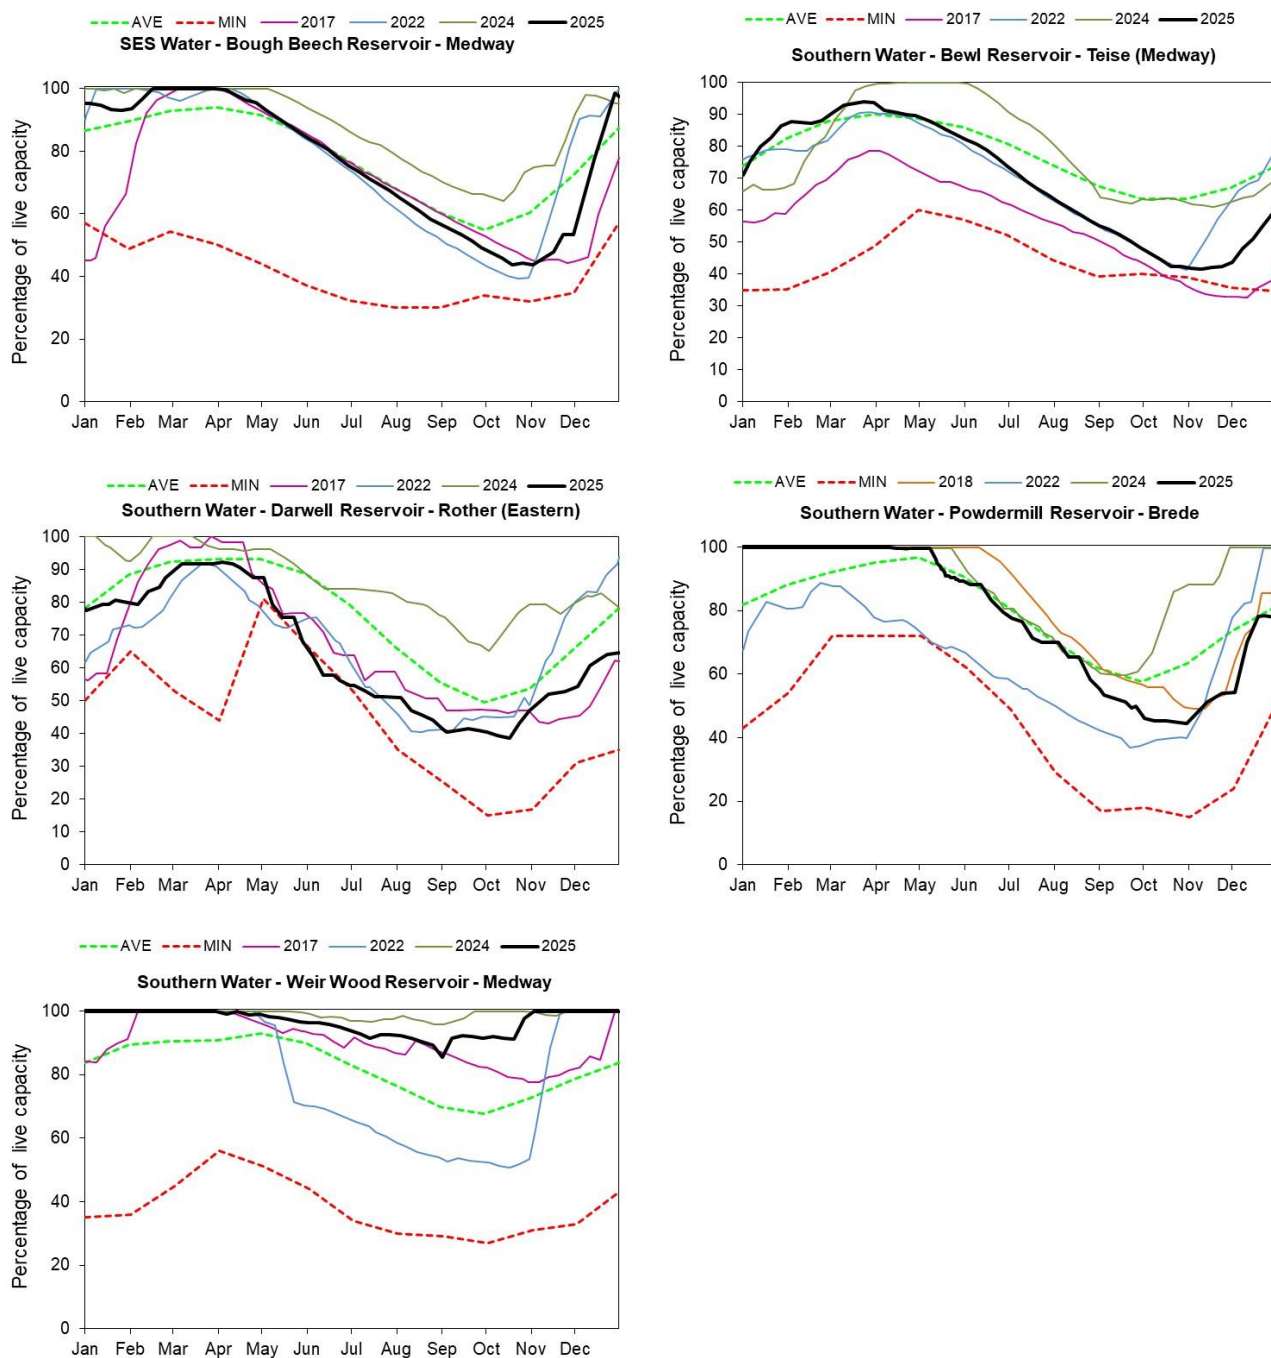 AVE MIN 2017 2022 2024 2025
SES Water - Bough Beech Reservoir - Medway
Percentage of live capacity
100
80
60
40
20
0
Jan Feb Mar Apr May Jun Jul Aug Sep Oct Nov Dec
AVE MIN 2017 2022 2024 2025
Southern Water - Bewl Reservoir - Teise (Medway)
Percentage of live capacity
100
90
80
70
60
50
40
30
20
10
0
Jan Feb Mar Apr May Jun Jul Aug Sep Oct Nov Dec
AVE MIN 2017 2022 2024 2025
Southern Water - Darwell Reservoir - Rother (Eastern)
Percentage of live capacity
100
90
80
70
60
50
40
30
20
10
0
Jan Feb Mar Apr May Jun Jul Aug Sep Oct Nov Dec
AVE MIN 2018 2022 2024 2025
Southern Water - Powdermill Reservoir - Brede
Percentage of live capacity
100
80
60
40
20
0
Jan Feb Mar Apr May Jun Jul Aug Sep Oct Nov Dec
AVE MIN 2017 2022 2024 2025
Southern Water - Weir Wood Reservoir - Medway
Percentage of live capacity
100
80
60
40
20
0
Jan Feb Mar Apr May Jun Jul Aug Sep Oct Nov Dec